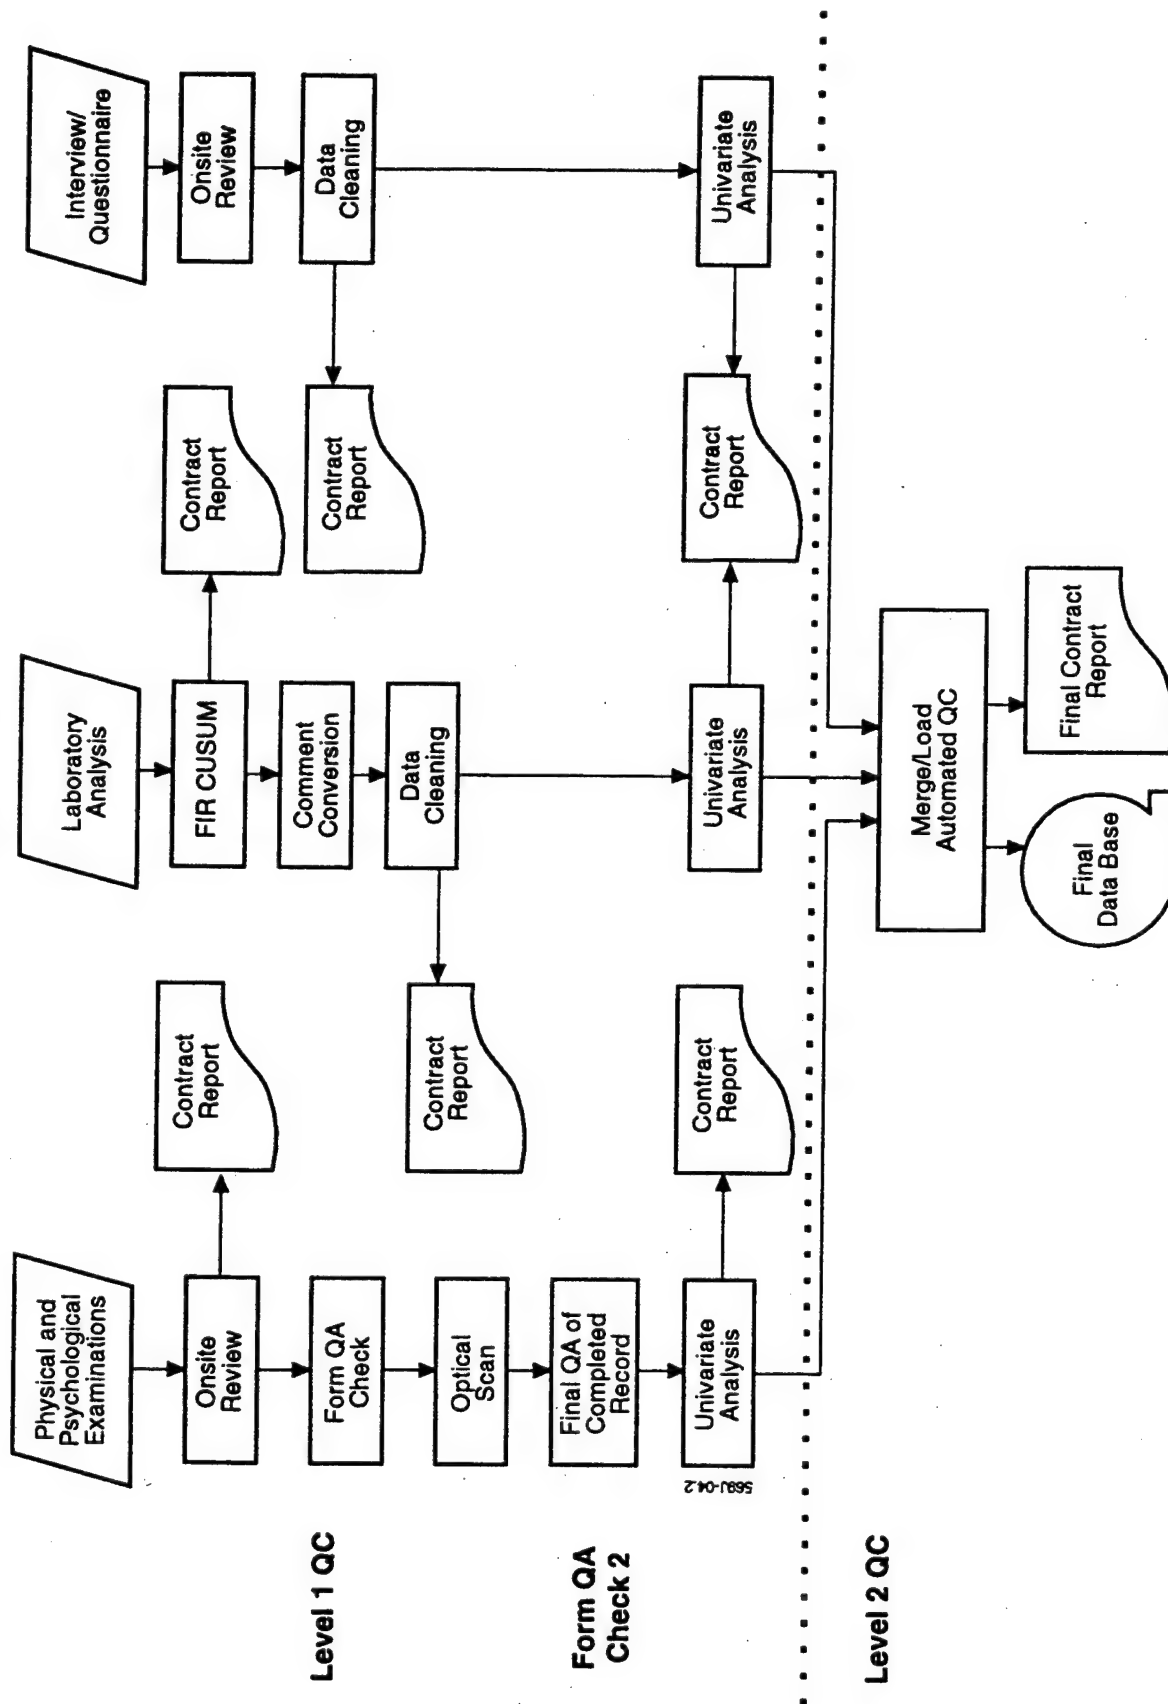 Physical and
Psychological
Examinations
Laboratory
Analysis
Interview/
Questionnaire
Onsite
Review
Contract
Report
FIR CUSUM
Contract
Report
Onsite
Review
Level 1 QC
Form QA
Check
Comment
Conversion
Contract
Report
Data
Cleaning
Optical
Scan
Contract
Report
Data
Cleaning
Form QA
Check 2
Final QA of
Completed
Record
Univariate
Analysis
Contract
Report
Univariate
Analysis
Contract
Report
Univariate
Analysis
569J-04.2
Level 2 QC
Merge/Load
Automated QC
Final
Data Base
Final Contract
Report